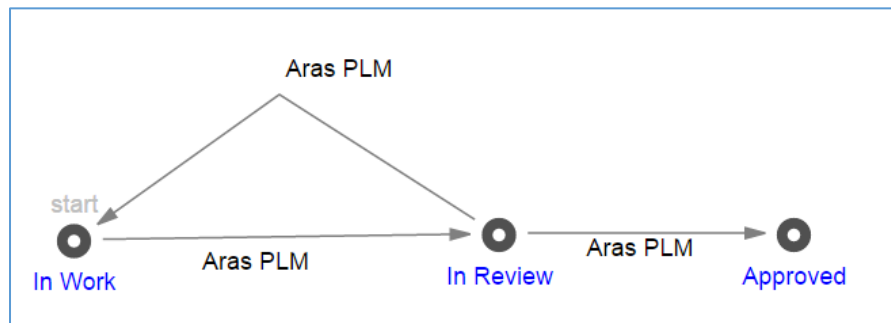 Aras PLM
start
Aras PLM
Aras PLM
In Work
In Review
Approved